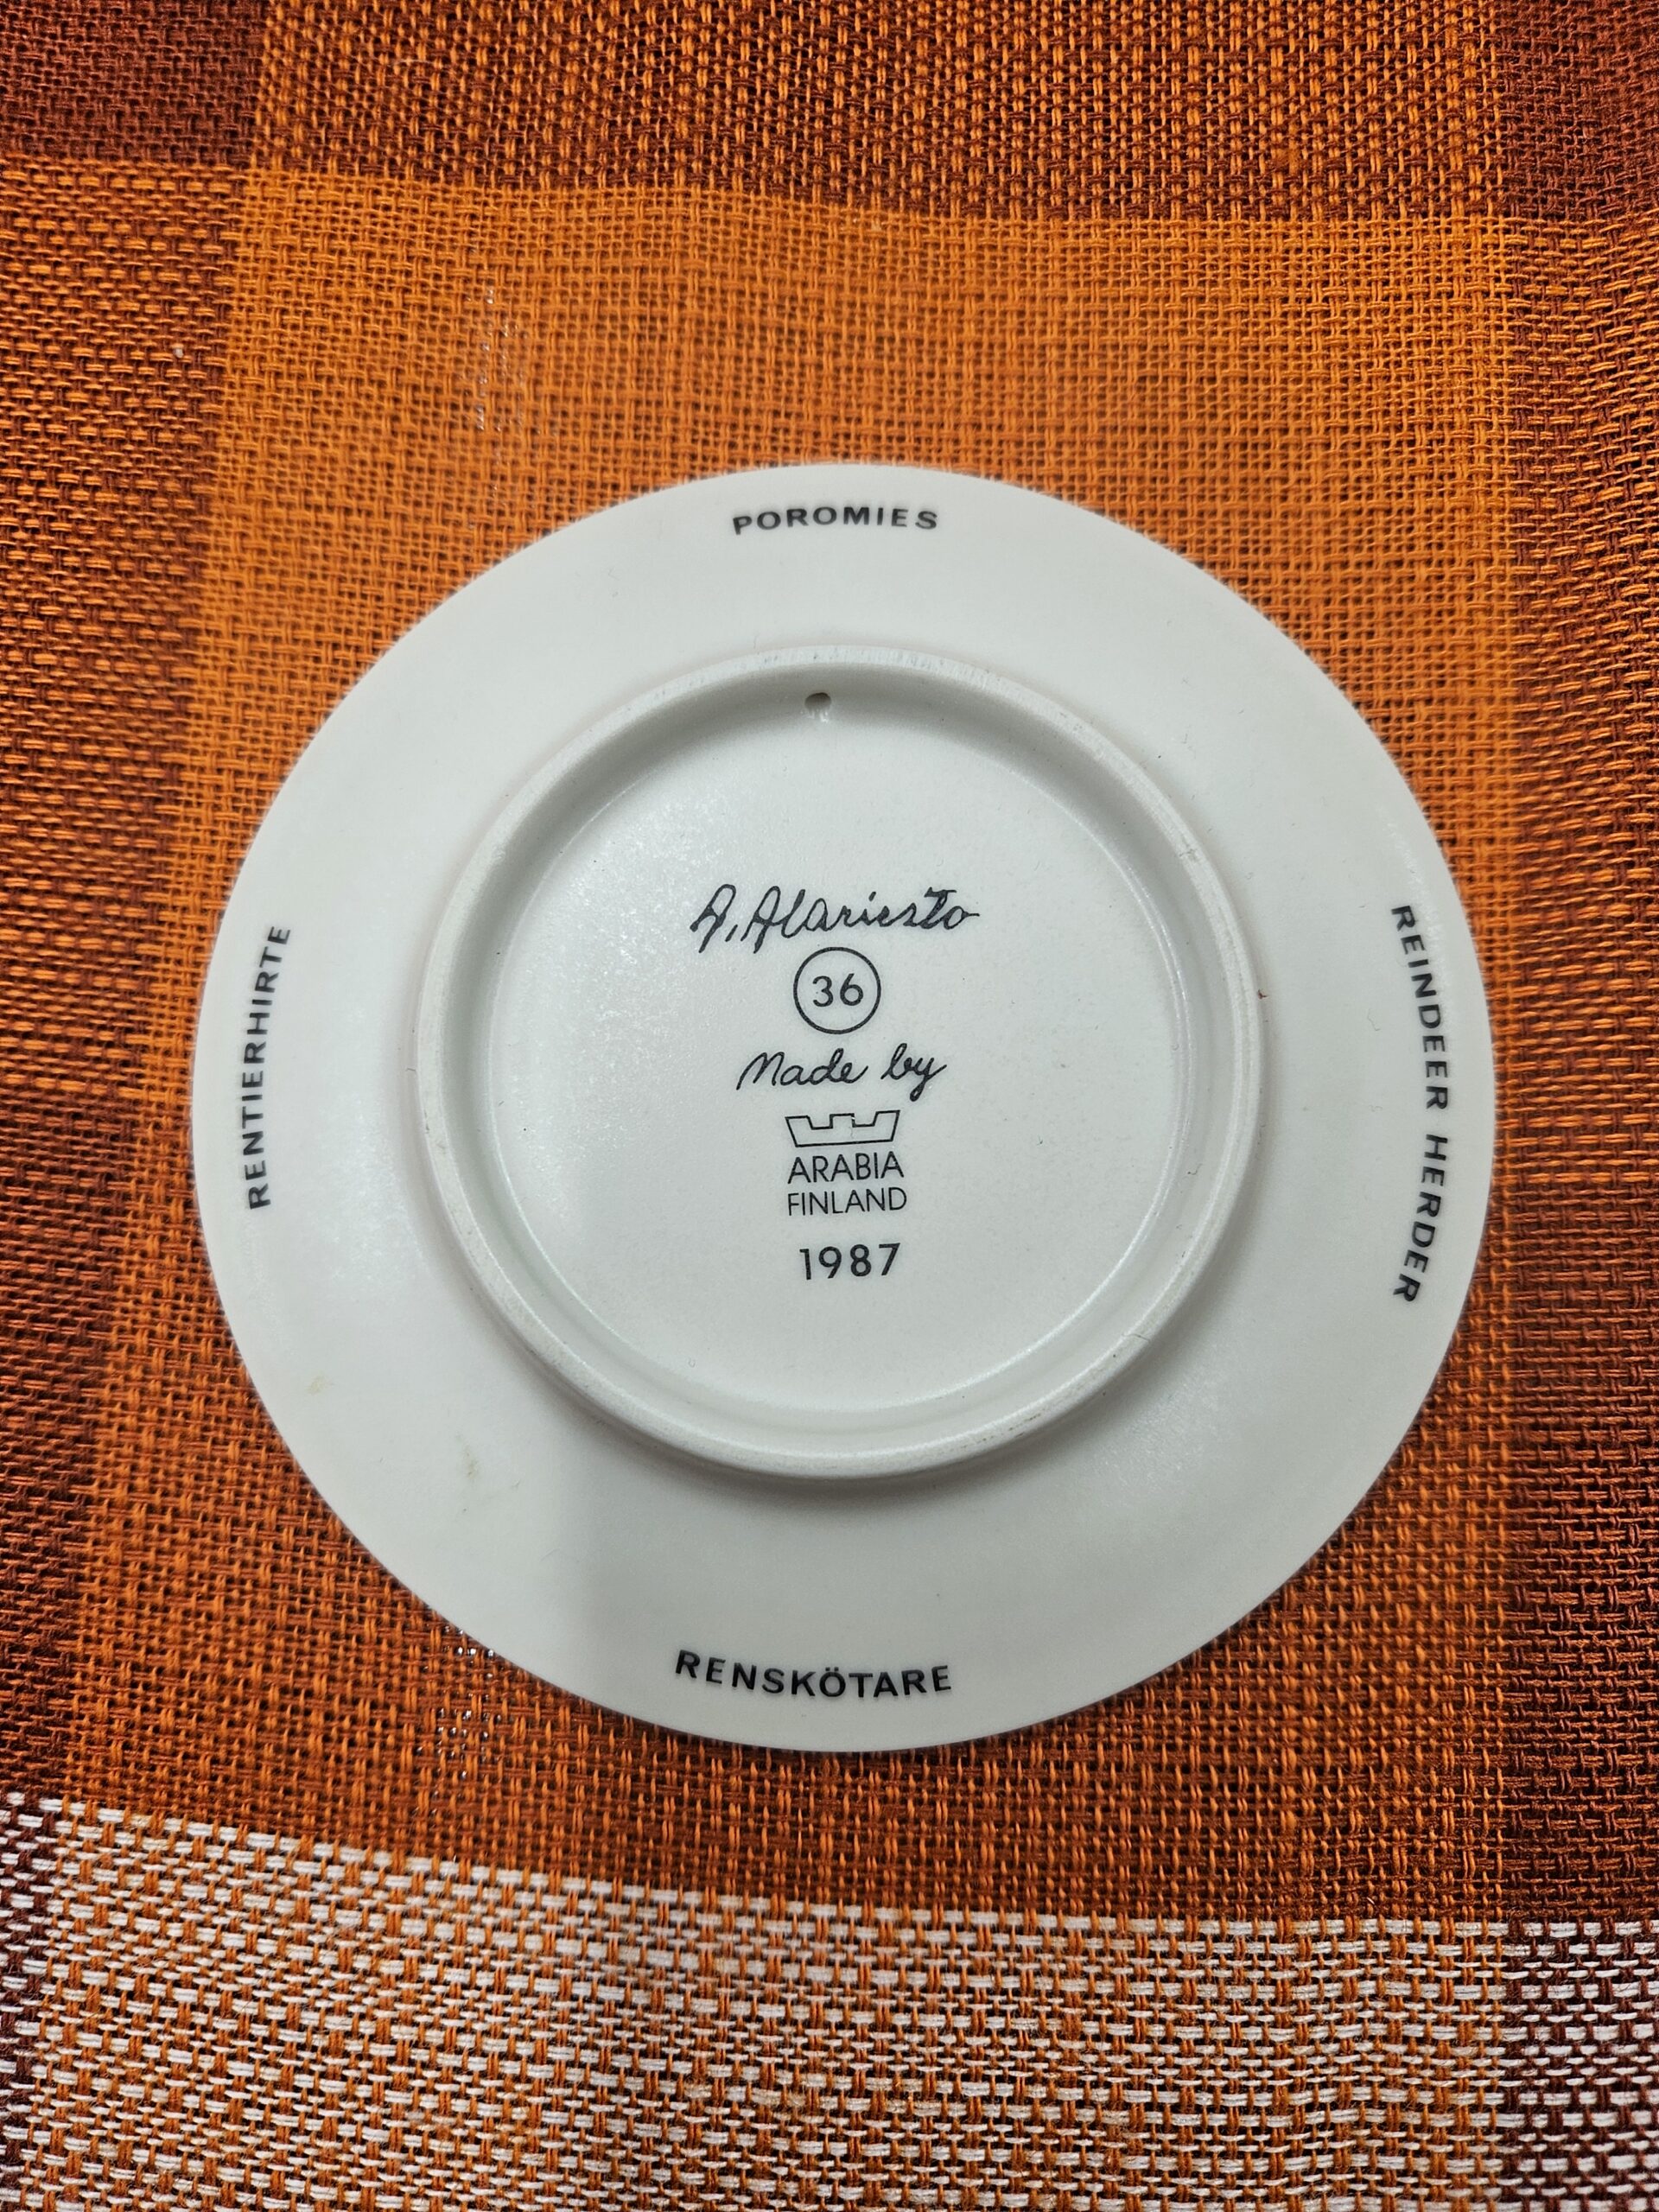 POROMIES
A. Alariesto
36
Made by
ARABIA
FINLAND
1987
REINDEER HERDER
RENSKÖTARE
RENTIERHIRTE